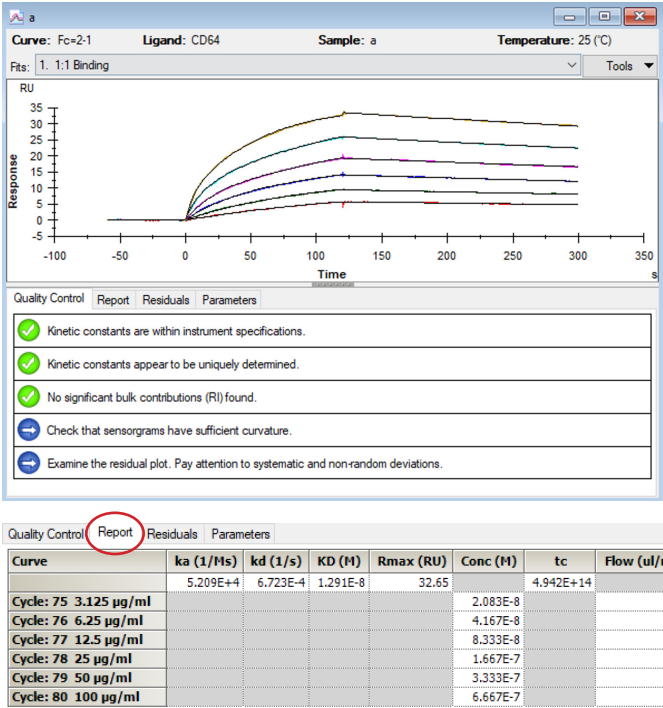 a
Curve: Fc=2-1 Ligand: CD64 Sample: a Temperature: 25 (°C)
Fits: 1. 1:1 Binding Tools
RU
35
30
25
20
15
10
5
0
-5
Response
-100 -50 0 50 100 150 200 250 300 350
Time s
Quality Control Report Residuals Parameters
Kinetic constants are within instrument specifications.
Kinetic constants appear to be uniquely determined.
No significant bulk contributions (RI) found.
Check that sensorgrams have sufficient curvature.
Examine the residual plot. Pay attention to systematic and non-random deviations.
Quality Control Report Residuals Parameters
Curve ka (1/Ms) kd (1/s) KD (M) Rmax (RU) Conc (M) tc Flow (ul/
5.209E+4 6.723E-4 1.291E-8 32.65 4.942E+14
Cycle: 75 3.125 µg/ml 2.083E-8
Cycle: 76 6.25 µg/ml 4.167E-8
Cycle: 77 12.5 µg/ml 8.333E-8
Cycle: 78 25 µg/ml 1.667E-7
Cycle: 79 50 µg/ml 3.333E-7
Cycle: 80 100 µg/ml 6.667E-7